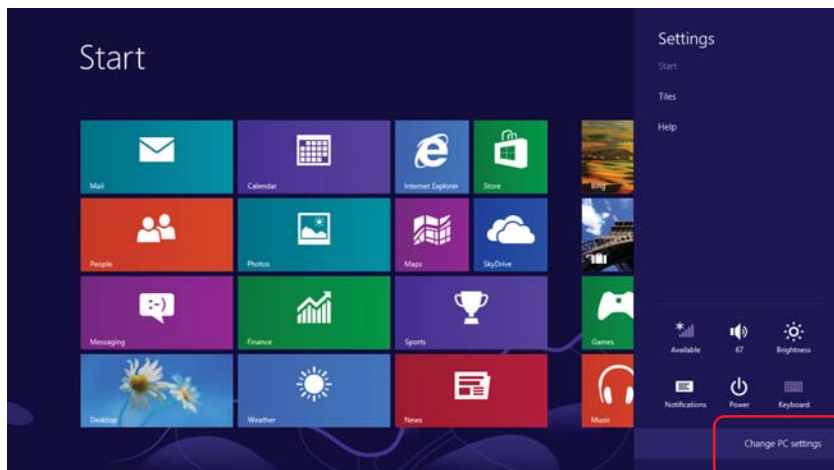 Start
Settings
Start
Tiles
Help
Mail
Calendar
Internet Explorer
Store
Bing
People
Photos
Maps
SkyDrive
Messaging
Finance
Sports
Games
Desktop
Weather
News
Music
Available
67
Brightness
Notifications
Power
Keyboard
Change PC settings